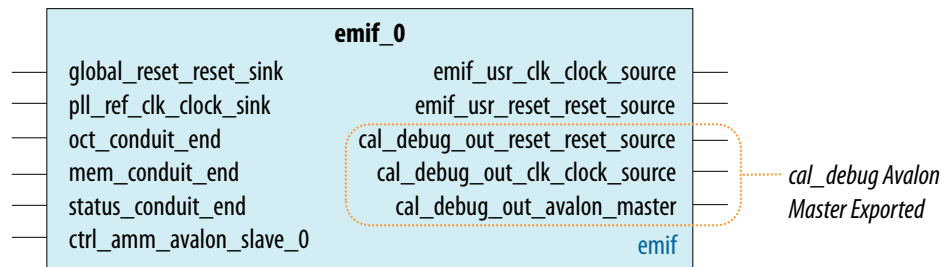 emif_0
global_reset_reset_sink
pll_ref_clk_clock_sink
oct_conduit_end
mem_conduit_end
status_conduit_end
ctrl_amm_avalon_slave_0
emif_usr_clk_clock_source
emif_usr_reset_reset_source
cal_debug_out_reset_reset_source
cal_debug_out_clk_clock_source
cal_debug_out_avalon_master
emif
cal_debug Avalon
Master Exported